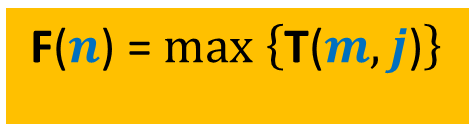 F(n) = max {T(m, j)}